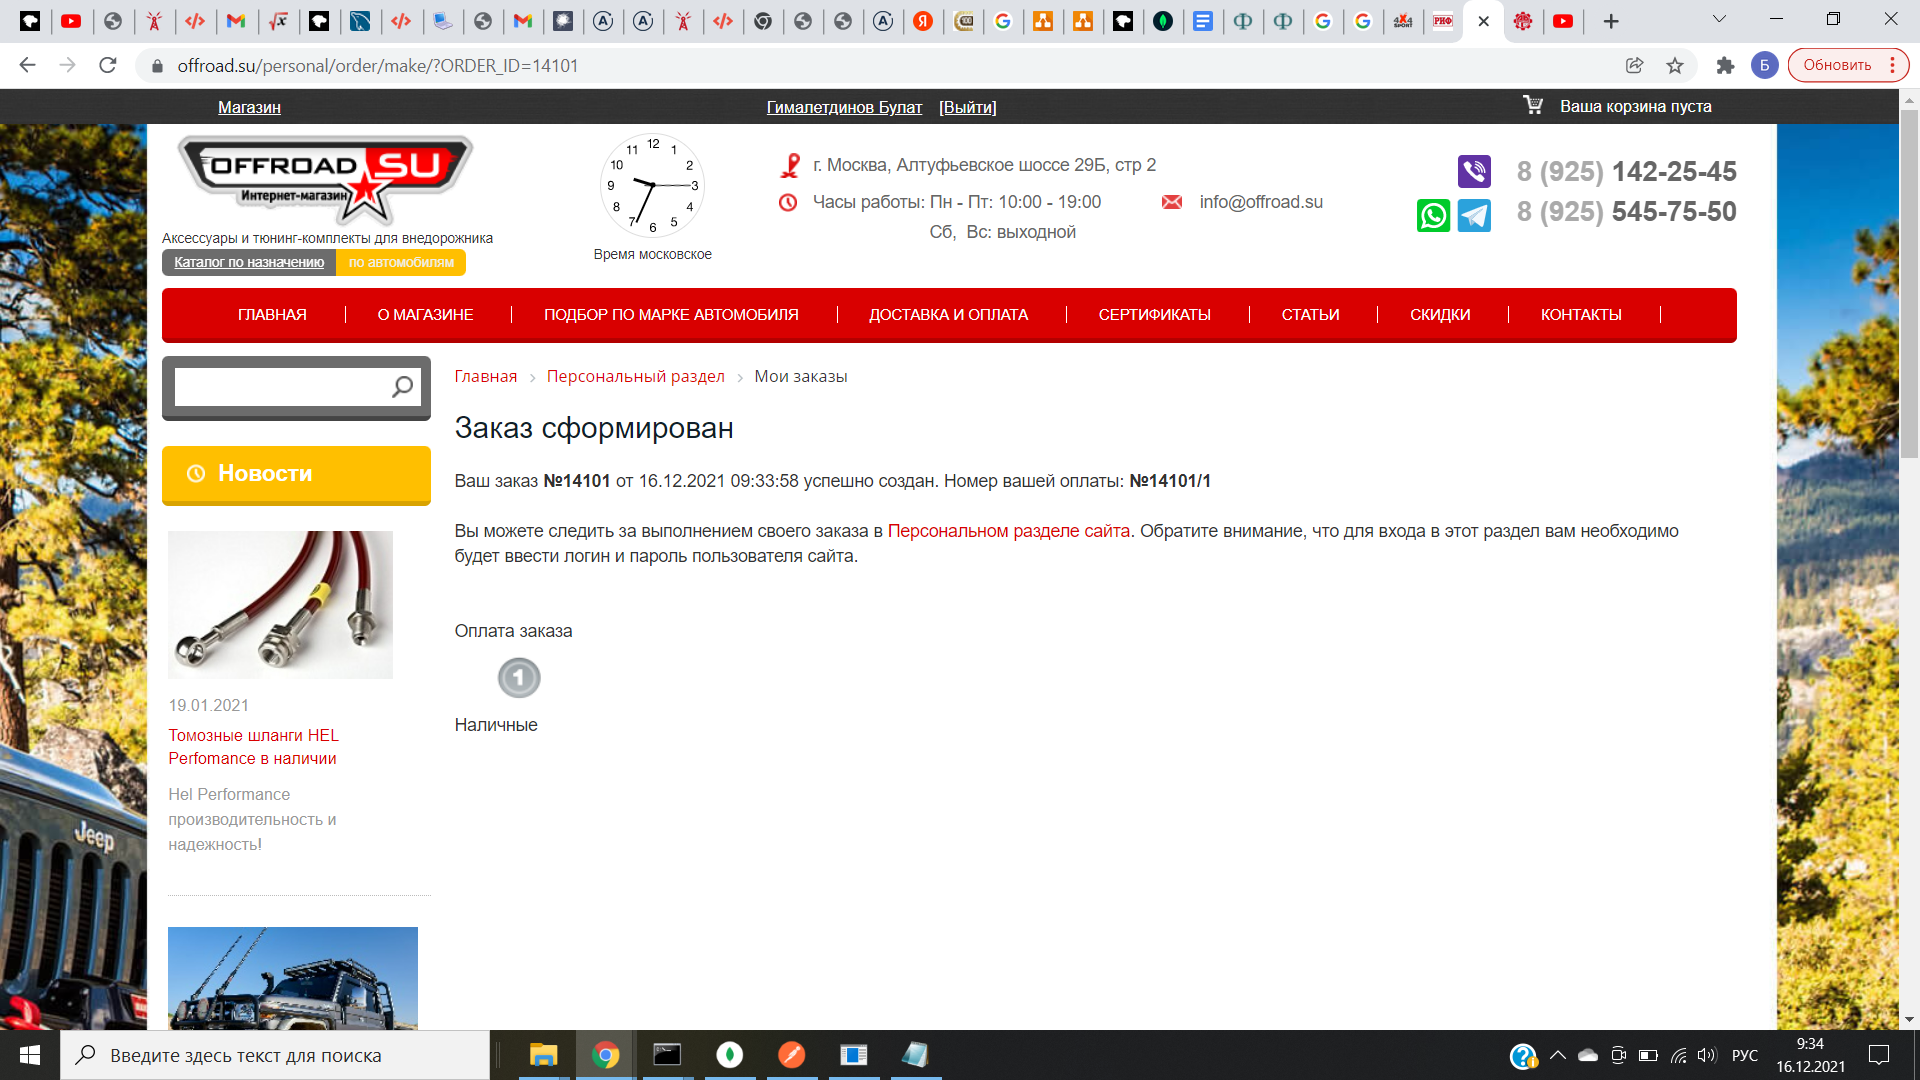 offroad.su/personal/order/make/?ORDER_ID=14101
Б
Обновить
Магазин
Гималетдинов Булат [Выйти]
Ваша корзина пуста
OFFROAD.SU
Интернет-магазин
Аксессуары и тюнинг-комплекты для внедорожника
Каталог по назначению
по автомобилям
12
11 1
10 2
9 3
8 4
7 5
6
Время московское
г. Москва, Алтуфьевское шоссе 29Б, стр 2
Часы работы: Пн - Пт: 10:00 - 19:00
Сб, Вс: выходной
info@offroad.su
8 (925) 142-25-45
8 (925) 545-75-50
ГЛАВНАЯ
О МАГАЗИНЕ
ПОДБОР ПО МАРКЕ АВТОМОБИЛЯ
ДОСТАВКА И ОПЛАТА
СЕРТИФИКАТЫ
СТАТЬИ
СКИДКИ
КОНТАКТЫ
Главная
Персональный раздел
Мои заказы
Заказ сформирован
Ваш заказ №14101 от 16.12.2021 09:33:58 успешно создан. Номер вашей оплаты: №14101/1
Вы можете следить за выполнением своего заказа в Персональном разделе сайта. Обратите внимание, что для входа в этот раздел вам необходимо
будет ввести логин и пароль пользователя сайта.
Оплата заказа
1
Наличные
Новости
19.01.2021
Томозные шланги HEL
Perfomance в наличии
Hel Performance
производительность и
надежность!
Jeep
Введите здесь текст для поиска
РУС
9:34
16.12.2021